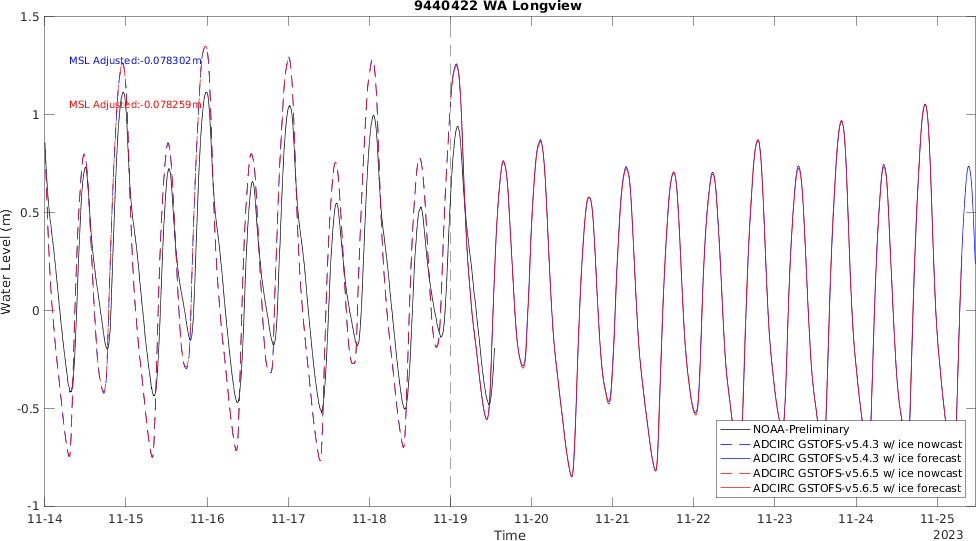 9440422 WA Longview
1.5
MSL Adjusted:-0.078302m
MSL Adjusted:-0.078259m
1
0.5
0
-0.5
-1
Water Level (m)
NOAA-Preliminary
ADCIRC GSTOFS-v5.4.3 w/ ice nowcast
ADCIRC GSTOFS-v5.4.3 w/ ice forecast
ADCIRC GSTOFS-v5.6.5 w/ ice nowcast
ADCIRC GSTOFS-v5.6.5 w/ ice forecast
11-14 11-15 11-16 11-17 11-18 11-19 11-20 11-21 11-22 11-23 11-24 11-25
Time
2023